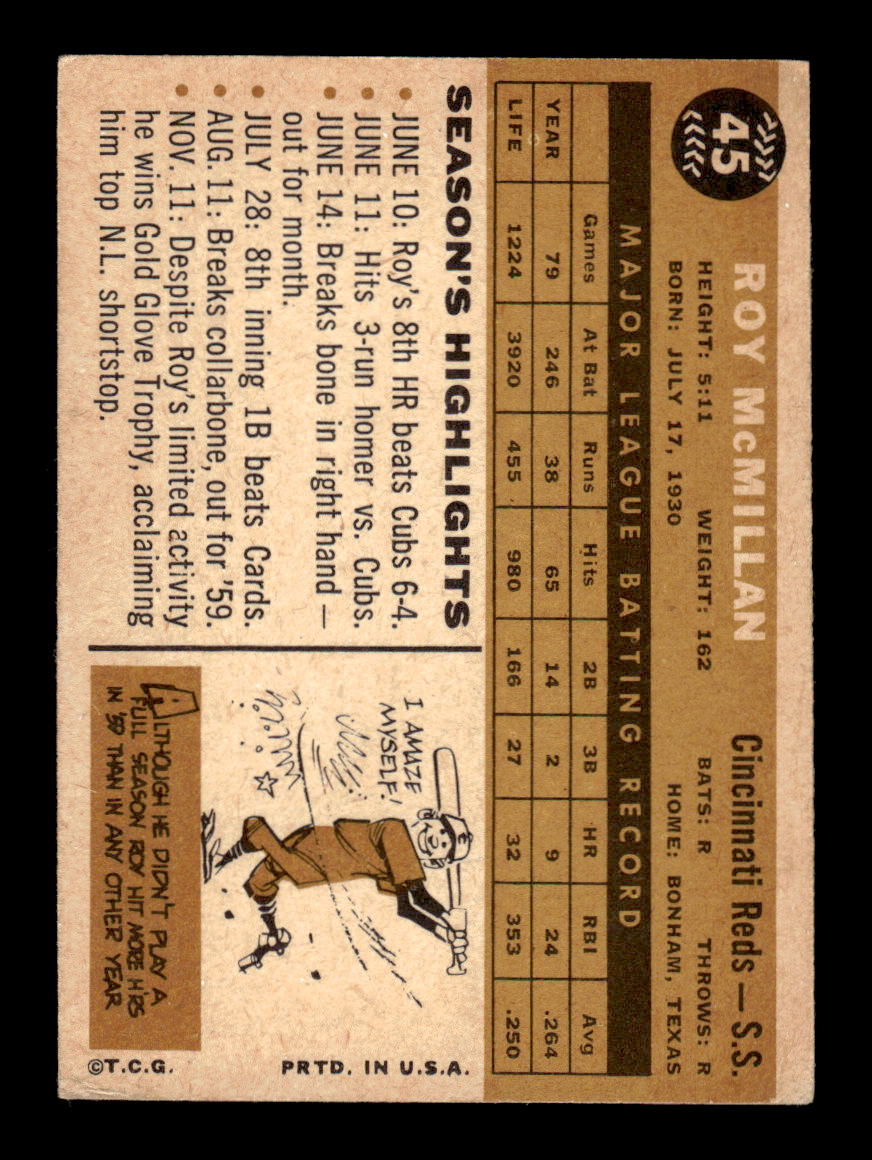 45
ROY McMILLAN Cincinnati Reds—S.S.
HEIGHT: 5:11 WEIGHT: 162 BATS: R THROWS: R
BORN: JULY 17, 1930 HOME: BONHAM, TEXAS
MAJOR LEAGUE BATTING RECORD
Games At Bat Runs Hits 2B 3B HR RBI Avg
YEAR 79 246 38 65 14 2 9 24 .264
LIFE 1224 3920 455 980 166 27 32 353 .250
SEASON'S HIGHLIGHTS
• JUNE 10: Roy's 8th HR beats Cubs 6-4.
• JUNE 11: Hits 3-run homer vs. Cubs.
• JUNE 14: Breaks bone in right hand—
out for month.
• JULY 28: 8th inning 1B beats Cards.
• AUG. 11: Breaks collarbone, out for '59.
• NOV. 11: Despite Roy's limited activity
he wins Gold Glove Trophy, acclaiming
him top N.L. shortstop.
I AMAZE
MYSELF!
ALTHOUGH HE DIDN'T PLAY A
FULL SEASON ROY HIT MORE H'RS
IN '59 THAN IN ANY OTHER YEAR
©T.C.G. PRTD. IN U.S.A.